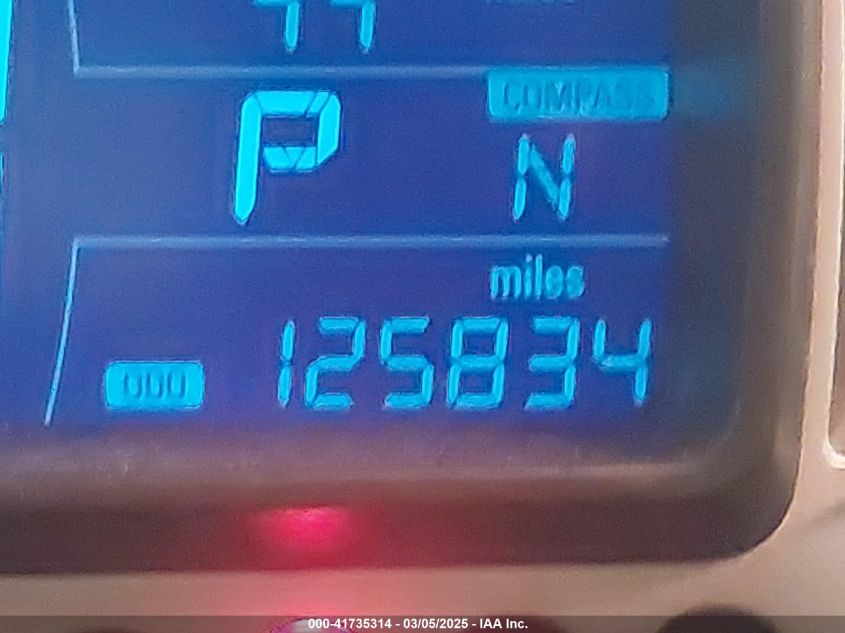 COMPASS
P
N
miles
ODO
125834
000-41735314 - 03/05/2025 - IAA Inc.